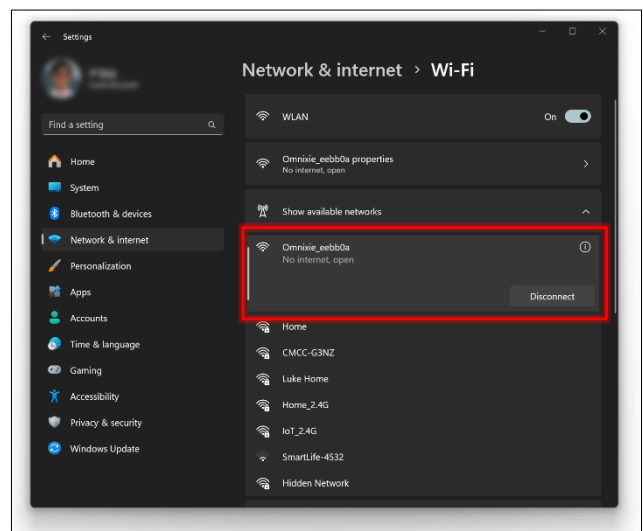 Settings
Network & internet > Wi-Fi
Find a setting
Home
System
Bluetooth & devices
Network & internet
Personalization
Apps
Accounts
Time & language
Gaming
Accessibility
Privacy & security
Windows Update
WLAN
On
Omnixie_eebb0a properties
No internet, open
Show available networks
Omnixie_eebb0a
No internet, open
Disconnect
Home
CMCC-G3NZ
Luke Home
Home_2.4G
IoT_2.4G
SmartLife-4532
Hidden Network